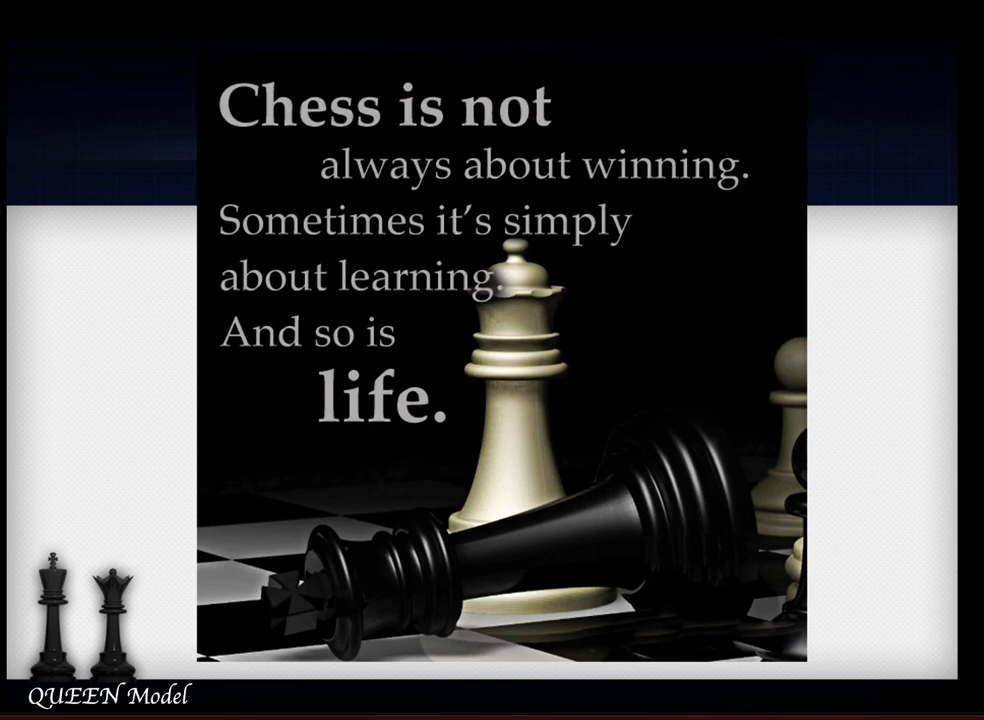 Chess is not
always about winning.
Sometimes it's simply
about learning.
And so is
life.
QUEEN Model